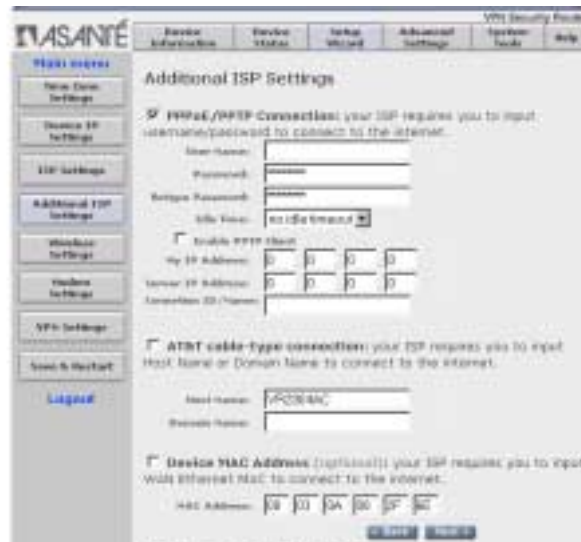 VPN Security Router
ASANTÉ
Device Information
Device Status
Setup Wizard
Advanced Settings
System Tools
Help
Main menu
Time Zone Settings
Device IP Settings
ISP Settings
Additional ISP Settings
Wireless Settings
Modem Settings
VPN Settings
Save & Restart
Logout
Additional ISP Settings
PPPoE/PPTP Connection: your ISP requires you to input
username/password to connect to the internet.
User Name:
Password: *******
Retype Password: *******
Idle Time: no idle timeout
Enable PPTP Client
My IP Address: 0 0 0 0
Server IP Address: 0 0 0 0
Connection ID/Name:
AT&T cable-type connection: your ISP requires you to input
Host Name or Domain Name to connect to the internet.
Host Name: VR2004AC
Domain Name:
Device MAC Address (optional): your ISP requires you to input
WAN Ethernet MAC to connect to the internet.
MAC Address:
< Back Next >